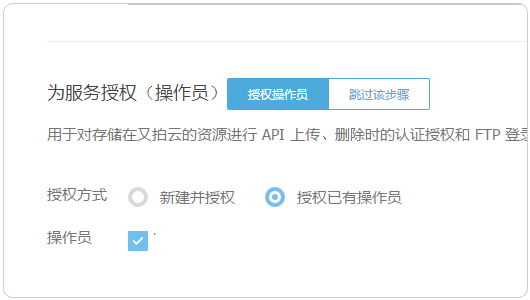 为服务授权（操作员） 授权操作员 跳过该步骤
用于对存储在又拍云的资源进行 API 上传、删除时的认证授权和 FTP 登录
授权方式 新建并授权 授权已有操作员
操作员